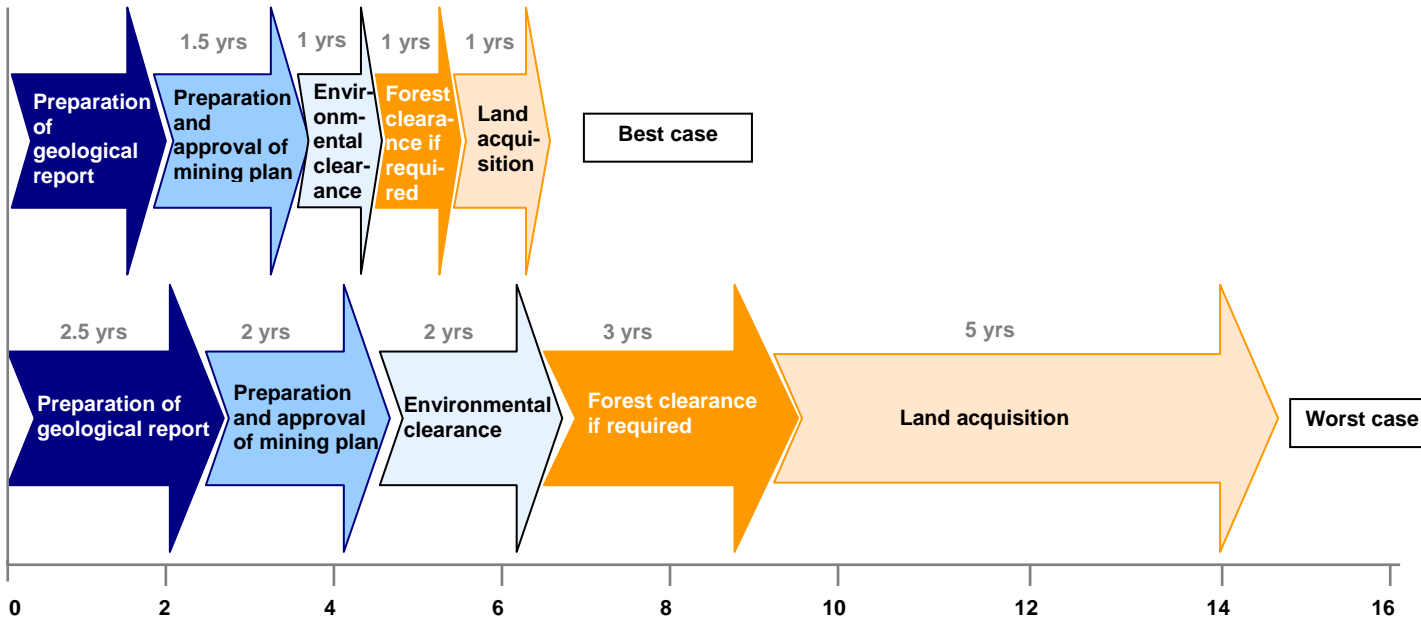 1.5 yrs
1 yrs
1 yrs
1 yrs
Preparation
of
geological
report
Preparation
and
approval of
mining plan
Envir-
onm-
ental
clear-
ance
Forest
cleara-
nce if
requi-
red
Land
acqui-
sition
Best case
2.5 yrs
2 yrs
2 yrs
3 yrs
5 yrs
Preparation of
geological report
Preparation
and approval
of mining plan
Environmental
clearance
Forest clearance
if required
Land acquisition
Worst case
0 2 4 6 8 10 12 14 16